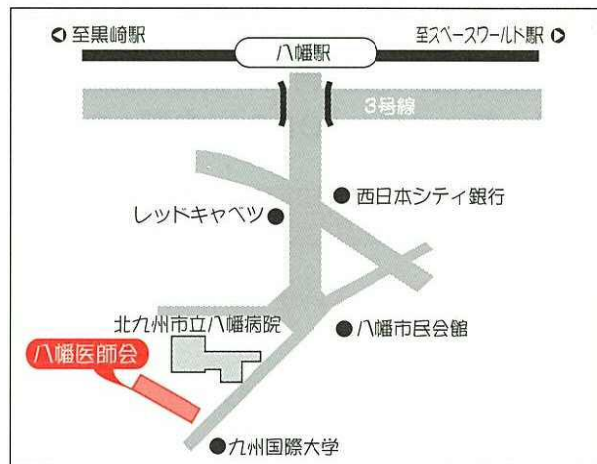 至黒崎駅
至スペースワールド駅
八幡駅
3号線
西日本シティ銀行
レッドキャベツ
北九州市立八幡病院
八幡市民会館
八幡医師会
九州国際大学